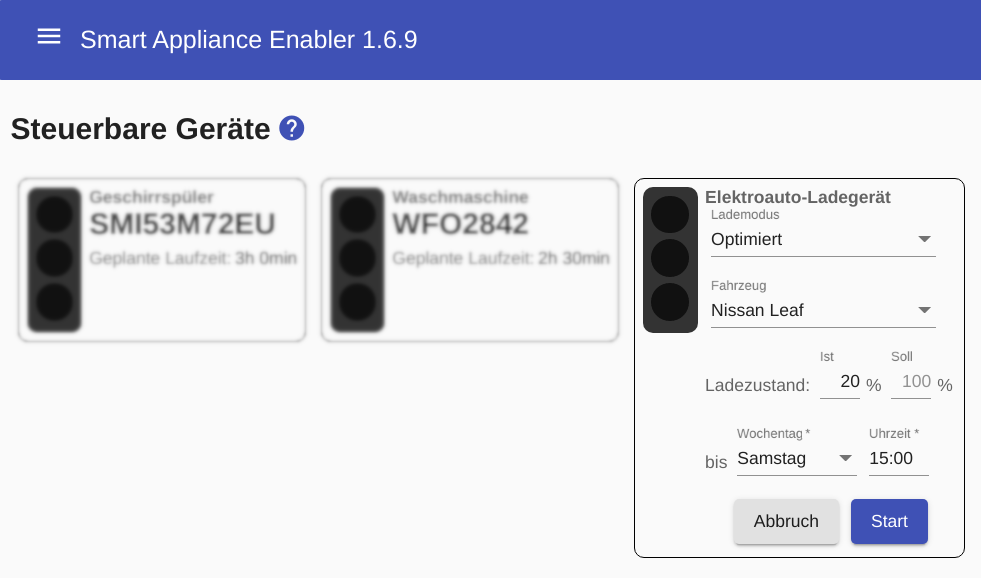 Smart Appliance Enabler 1.6.9
Steuerbare Geräte ?
Geschirrspüler
SMI53M72EU
Geplante Laufzeit: 3h 0min
Waschmaschine
WFO2842
Geplante Laufzeit: 2h 30min
Elektroauto-Ladegerät
Lademodus
Optimiert
Fahrzeug
Nissan Leaf
Ist Soll
Ladezustand: 20 % 100 %
Wochentag * Uhrzeit *
bis Samstag 15:00
Abbruch Start